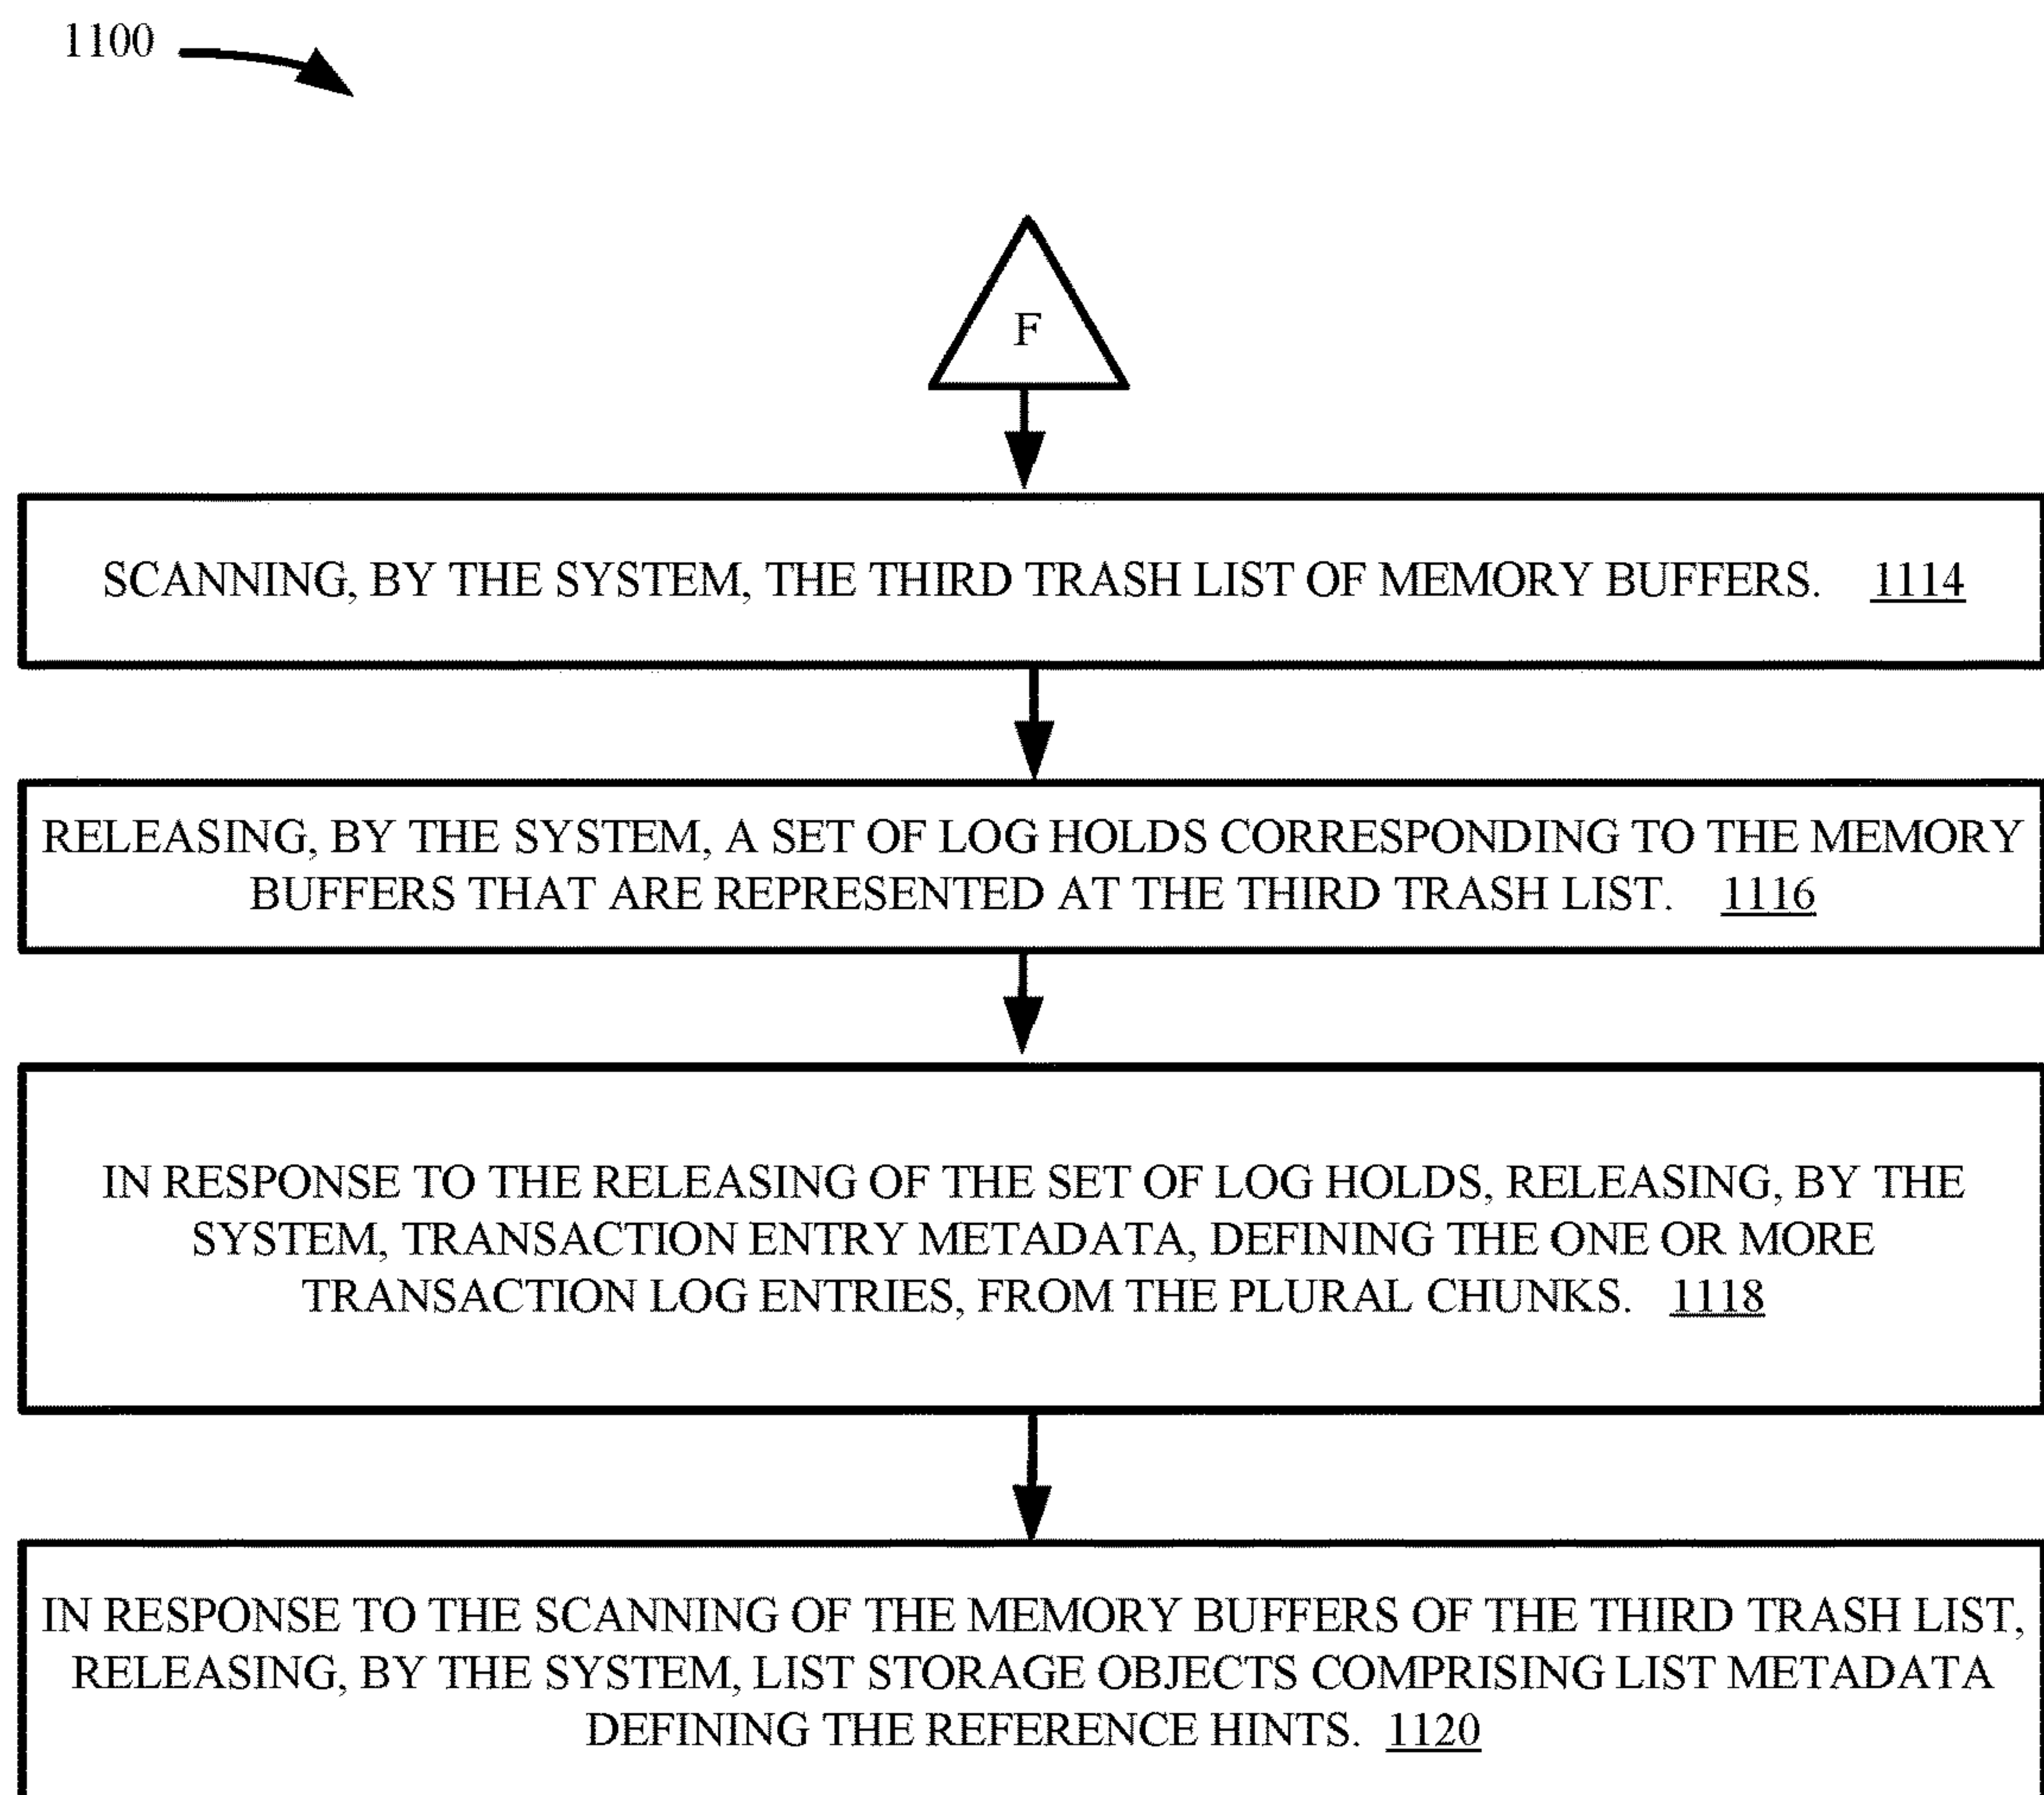 1100
F
SCANNING, BY THE SYSTEM, THE THIRD TRASH LIST OF MEMORY BUFFERS. 1114
RELEASING, BY THE SYSTEM, A SET OF LOG HOLDS CORRESPONDING TO THE MEMORY
BUFFERS THAT ARE REPRESENTED AT THE THIRD TRASH LIST. 1116
IN RESPONSE TO THE RELEASING OF THE SET OF LOG HOLDS, RELEASING, BY THE
SYSTEM, TRANSACTION ENTRY METADATA, DEFINING THE ONE OR MORE
TRANSACTION LOG ENTRIES, FROM THE PLURAL CHUNKS. 1118
IN RESPONSE TO THE SCANNING OF THE MEMORY BUFFERS OF THE THIRD TRASH LIST,
RELEASING, BY THE SYSTEM, LIST STORAGE OBJECTS COMPRISING LIST METADATA
DEFINING THE REFERENCE HINTS. 1120